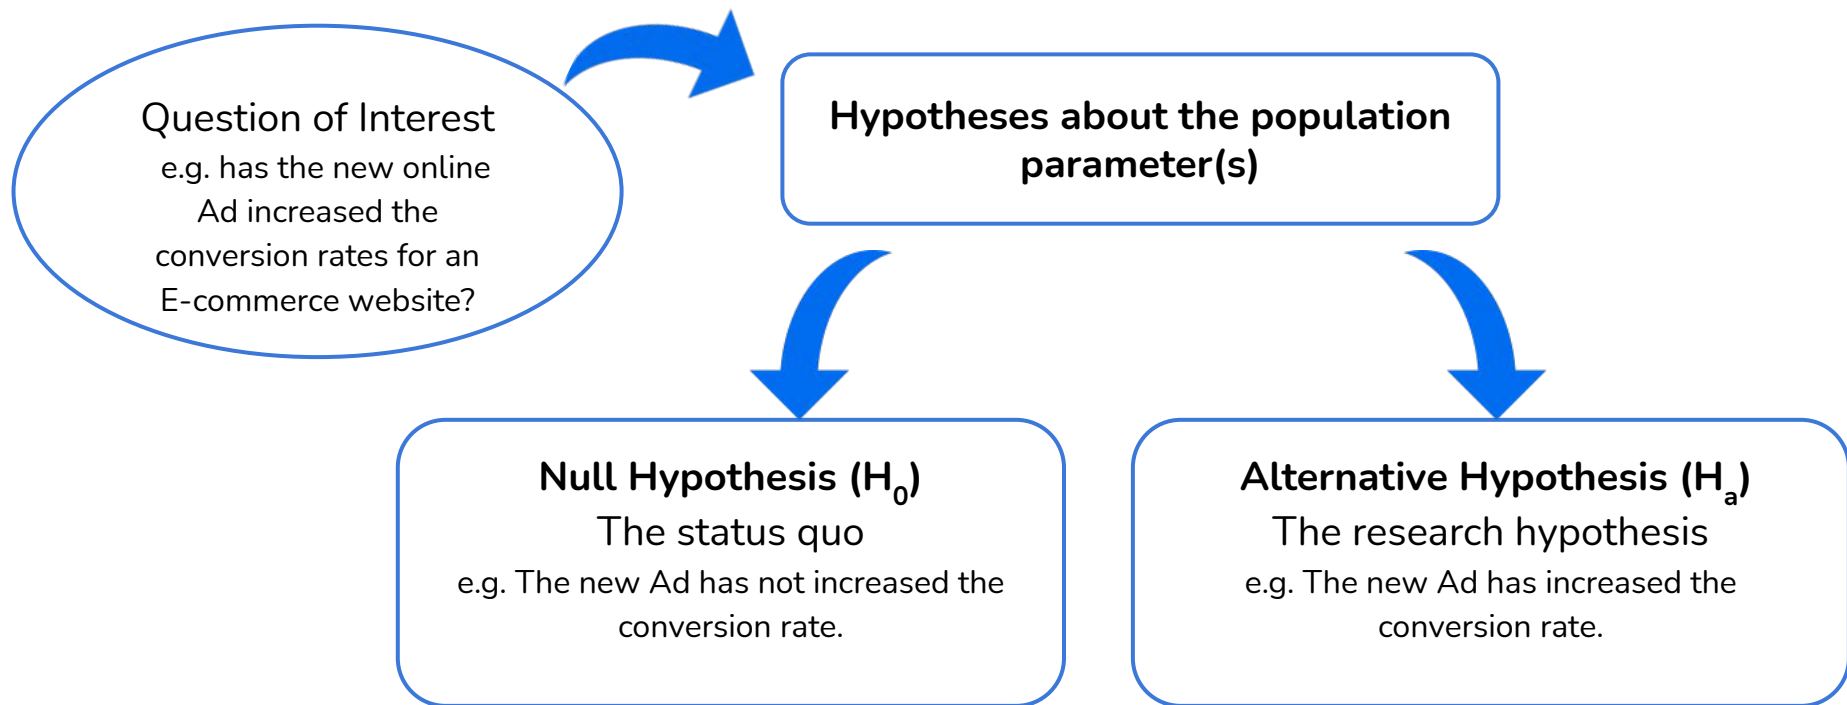 Question of Interest
e.g. has the new online
Ad increased the
conversion rates for an
E-commerce website?
Hypotheses about the population
parameter(s)
Null Hypothesis (H0)
The status quo
e.g. The new Ad has not increased the
conversion rate.
Alternative Hypothesis (Ha)
The research hypothesis
e.g. The new Ad has increased the
conversion rate.